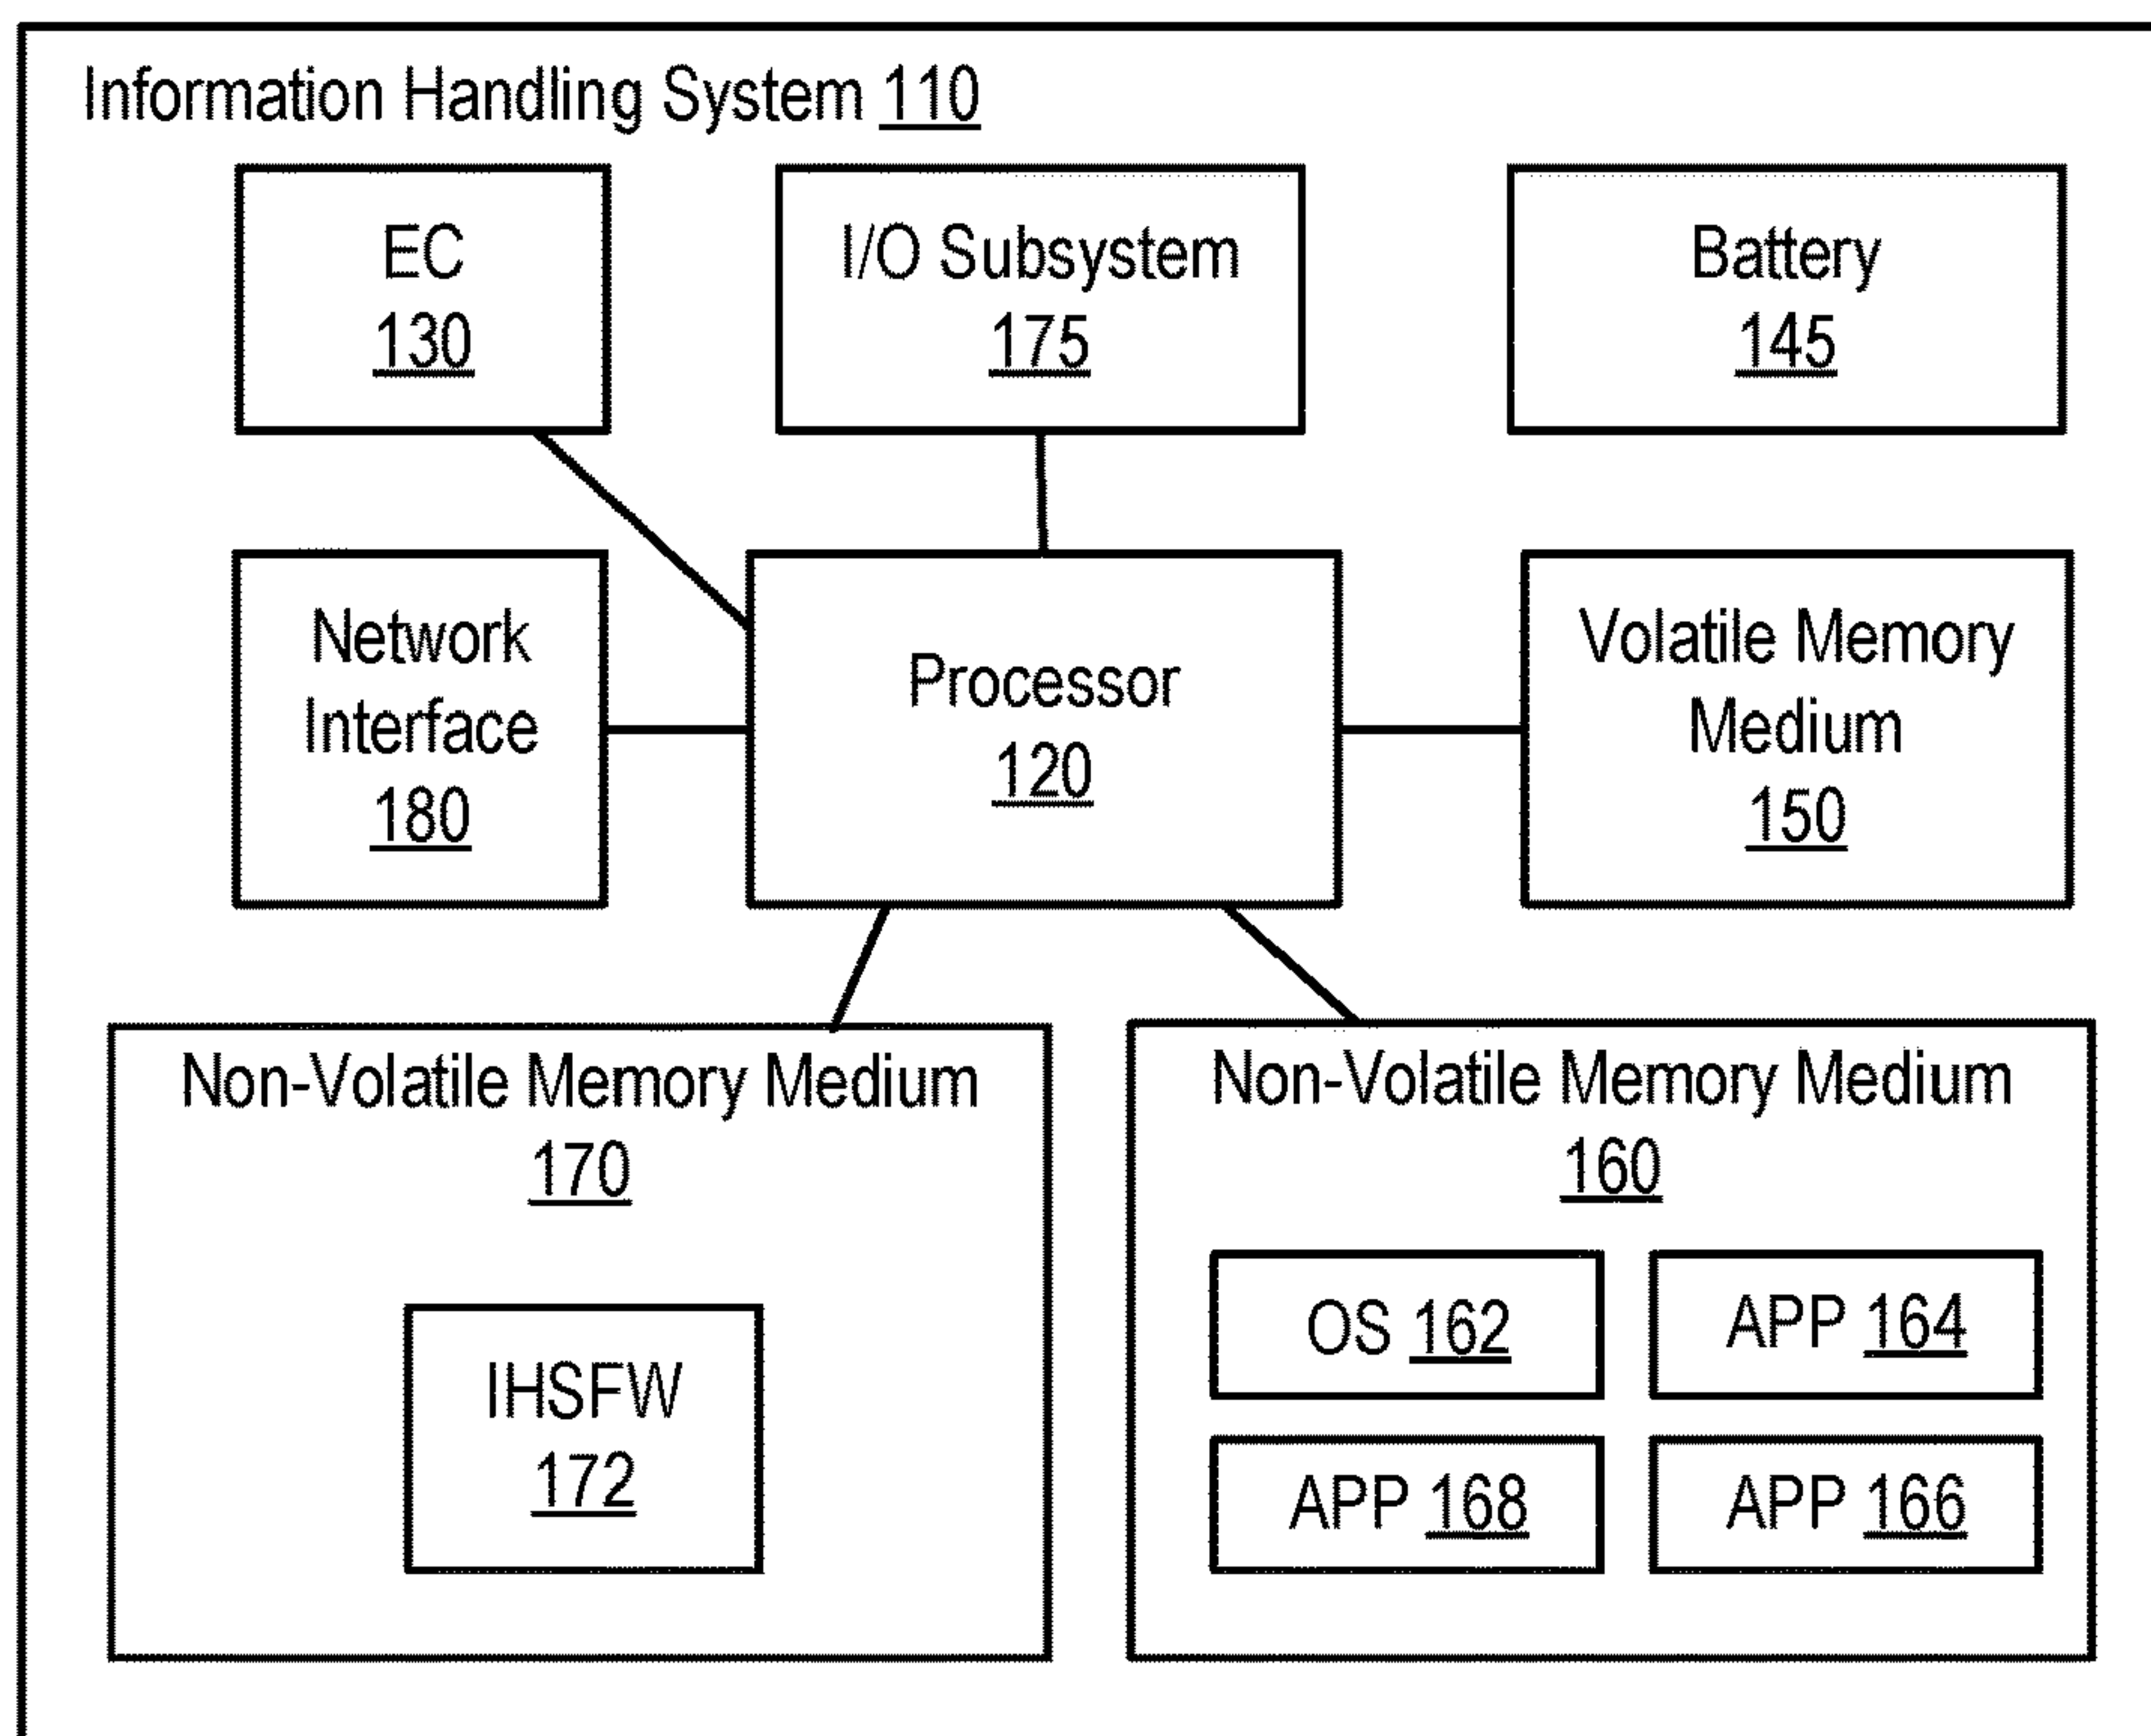 Information Handling System 110
EC
130
I/O Subsystem
175
Battery
145
Network
Interface
180
Processor
120
Volatile Memory
Medium
150
Non-Volatile Memory Medium
170
IHSFW
172
Non-Volatile Memory Medium
160
OS 162
APP 164
APP 168
APP 166